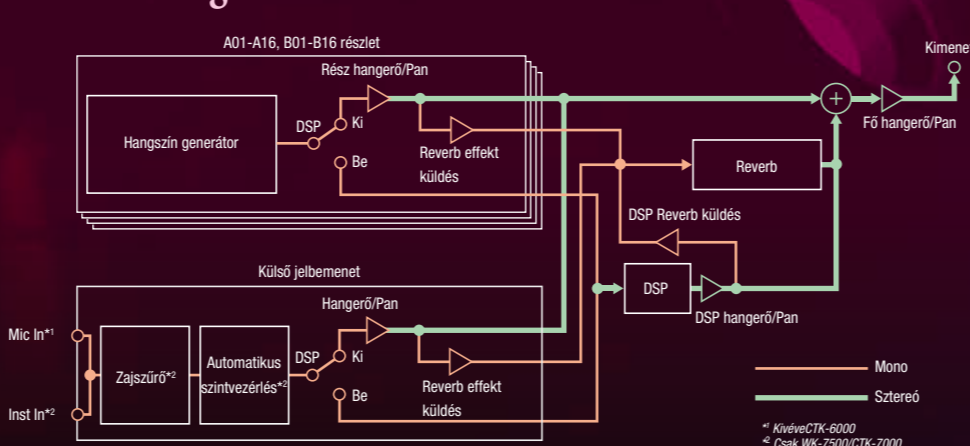 A01-A16, B01-B16 részlet
Kimenet
Rész hangerő/Pan
Hangszín generátor
DSP
Ki
Be
Reverb effekt
küldés
Reverb
Fő hangerő/Pan
DSP Reverb küldés
DSP
DSP hangerő/Pan
Külső jelbemenet
Hangerő/Pan
Mic In*1
Inst In*2
Zajszűrő*2
Automatikus
szintvezérlés*2
DSP
Ki
Be
Reverb effekt
küldés
Mono
Sztereó
*1 KivéveCTK-6000
*2 Csak WK-7500/CTK-7000